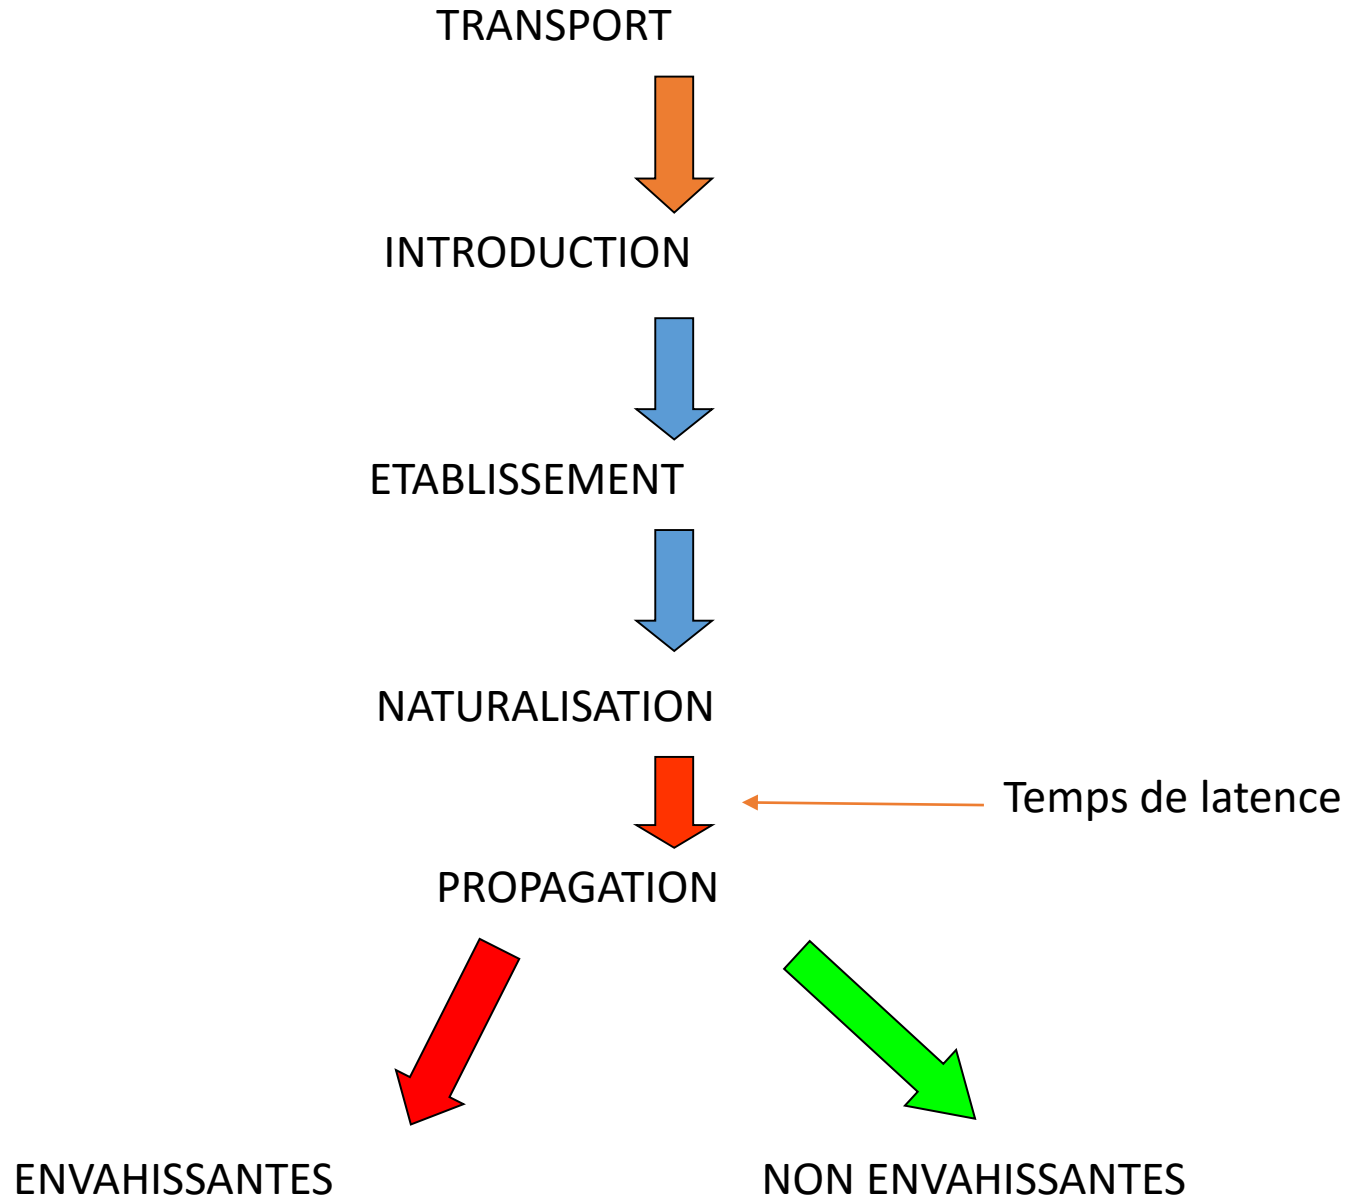 TRANSPORT
INTRODUCTION
ETABLISSEMENT
NATURALISATION
Temps de latence
PROPAGATION
ENVAHISSANTES
NON ENVAHISSANTES